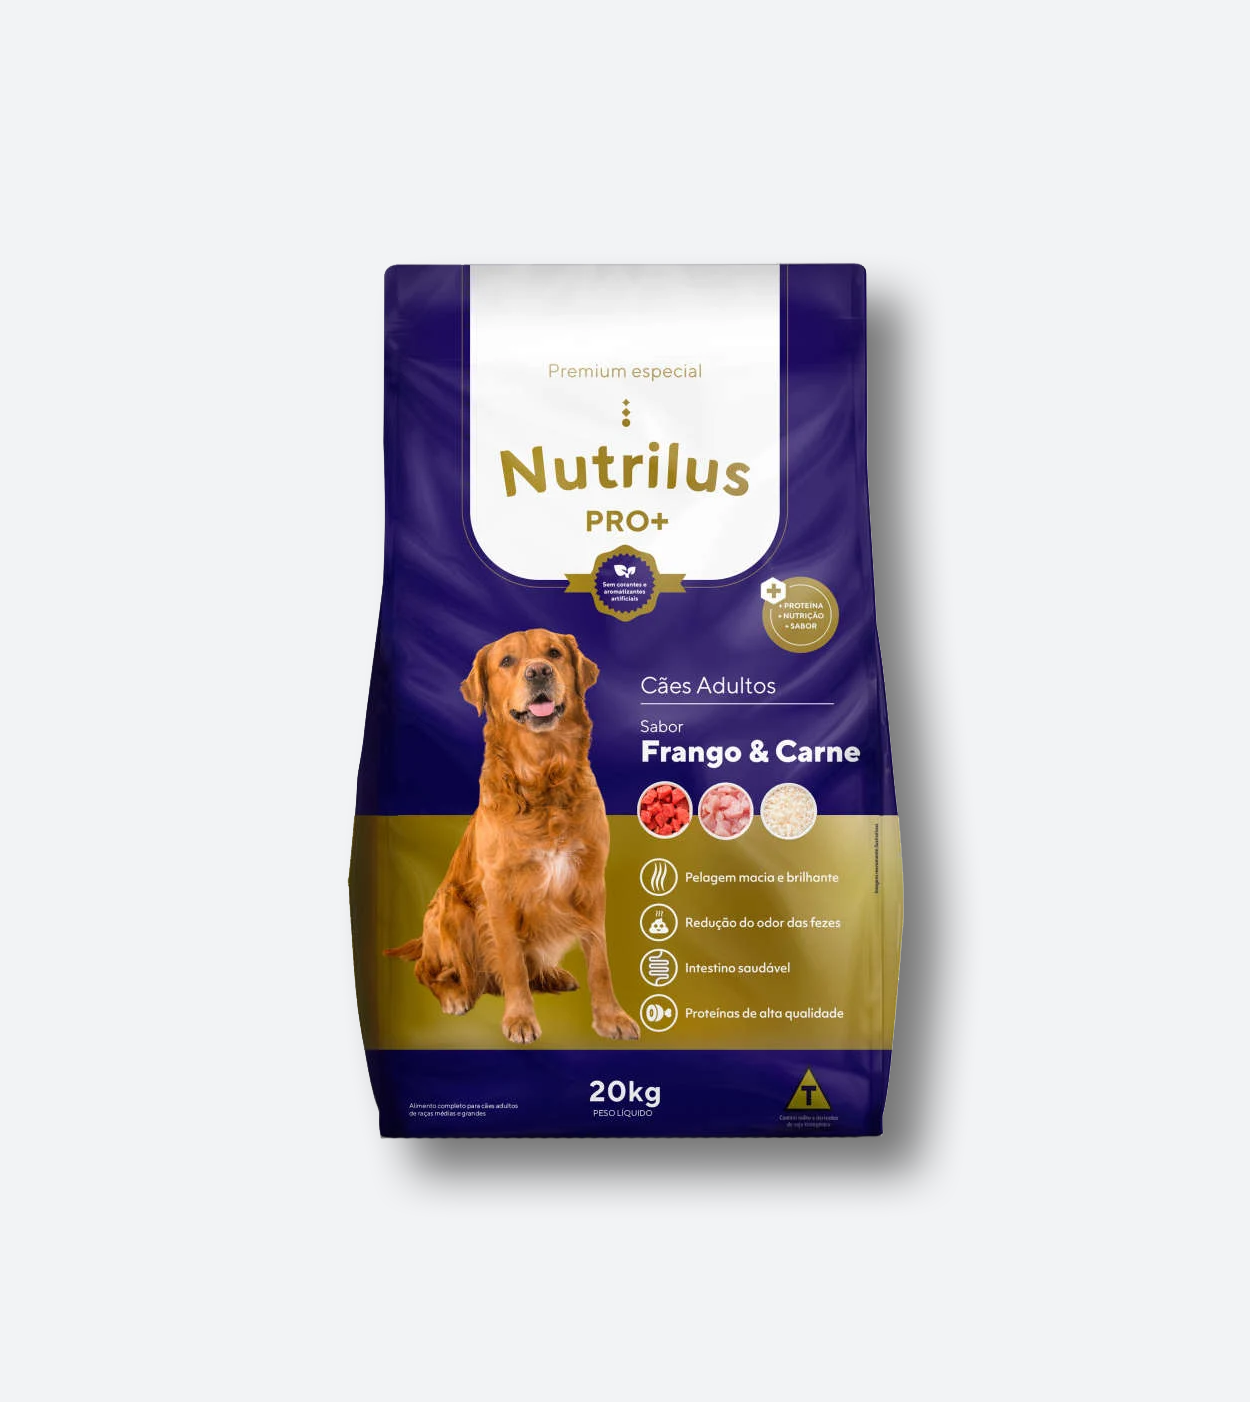 Premium especial
Nutrilus
PRO+
Sem corantes e
aromatizantes
artificiais
+ PROTEÍNA
+ NUTRIÇÃO
+ SABOR
Cães Adultos
Sabor
Frango & Carne
Pelagem macia e brilhante
Redução do odor das fezes
Intestino saudável
Proteínas de alta qualidade
20kg
PESO LÍQUIDO
Alimento completo para cães adultos
de raças médias e grandes
T